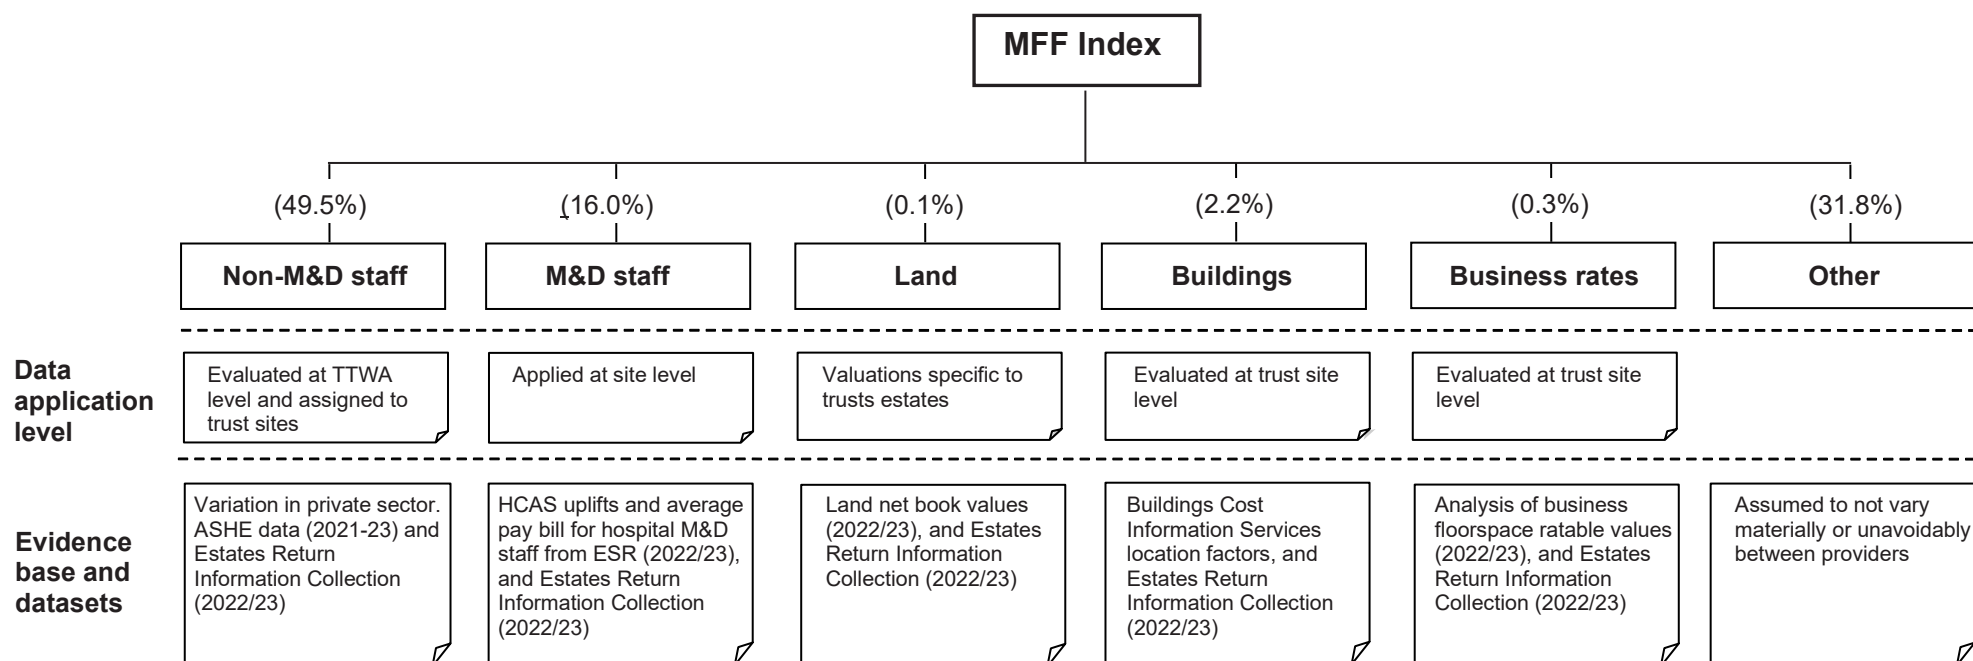 MFF Index
(49.5%)
(16.0%)
(0.1%)
(2.2%)
(0.3%)
(31.8%)
Non-M&D staff
M&D staff
Land
Buildings
Business rates
Other
Data
application
level
Evaluated at TTWA
level and assigned to
trust sites
Applied at site level
Valuations specific to
trusts estates
Evaluated at trust site
level
Evaluated at trust site
level
Evidence
base and
datasets
Variation in private sector.
ASHE data (2021-23) and
Estates Return
Information Collection
(2022/23)
HCAS uplifts and average
pay bill for hospital M&D
staff from ESR (2022/23),
and Estates Return
Information Collection
(2022/23)
Land net book values
(2022/23), and Estates
Return Information
Collection (2022/23)
Buildings Cost
Information Services
location factors, and
Estates Return
Information Collection
(2022/23)
Analysis of business
floorspace ratable values
(2022/23), and Estates
Return Information
Collection (2022/23)
Assumed to not vary
materially or unavoidably
between providers